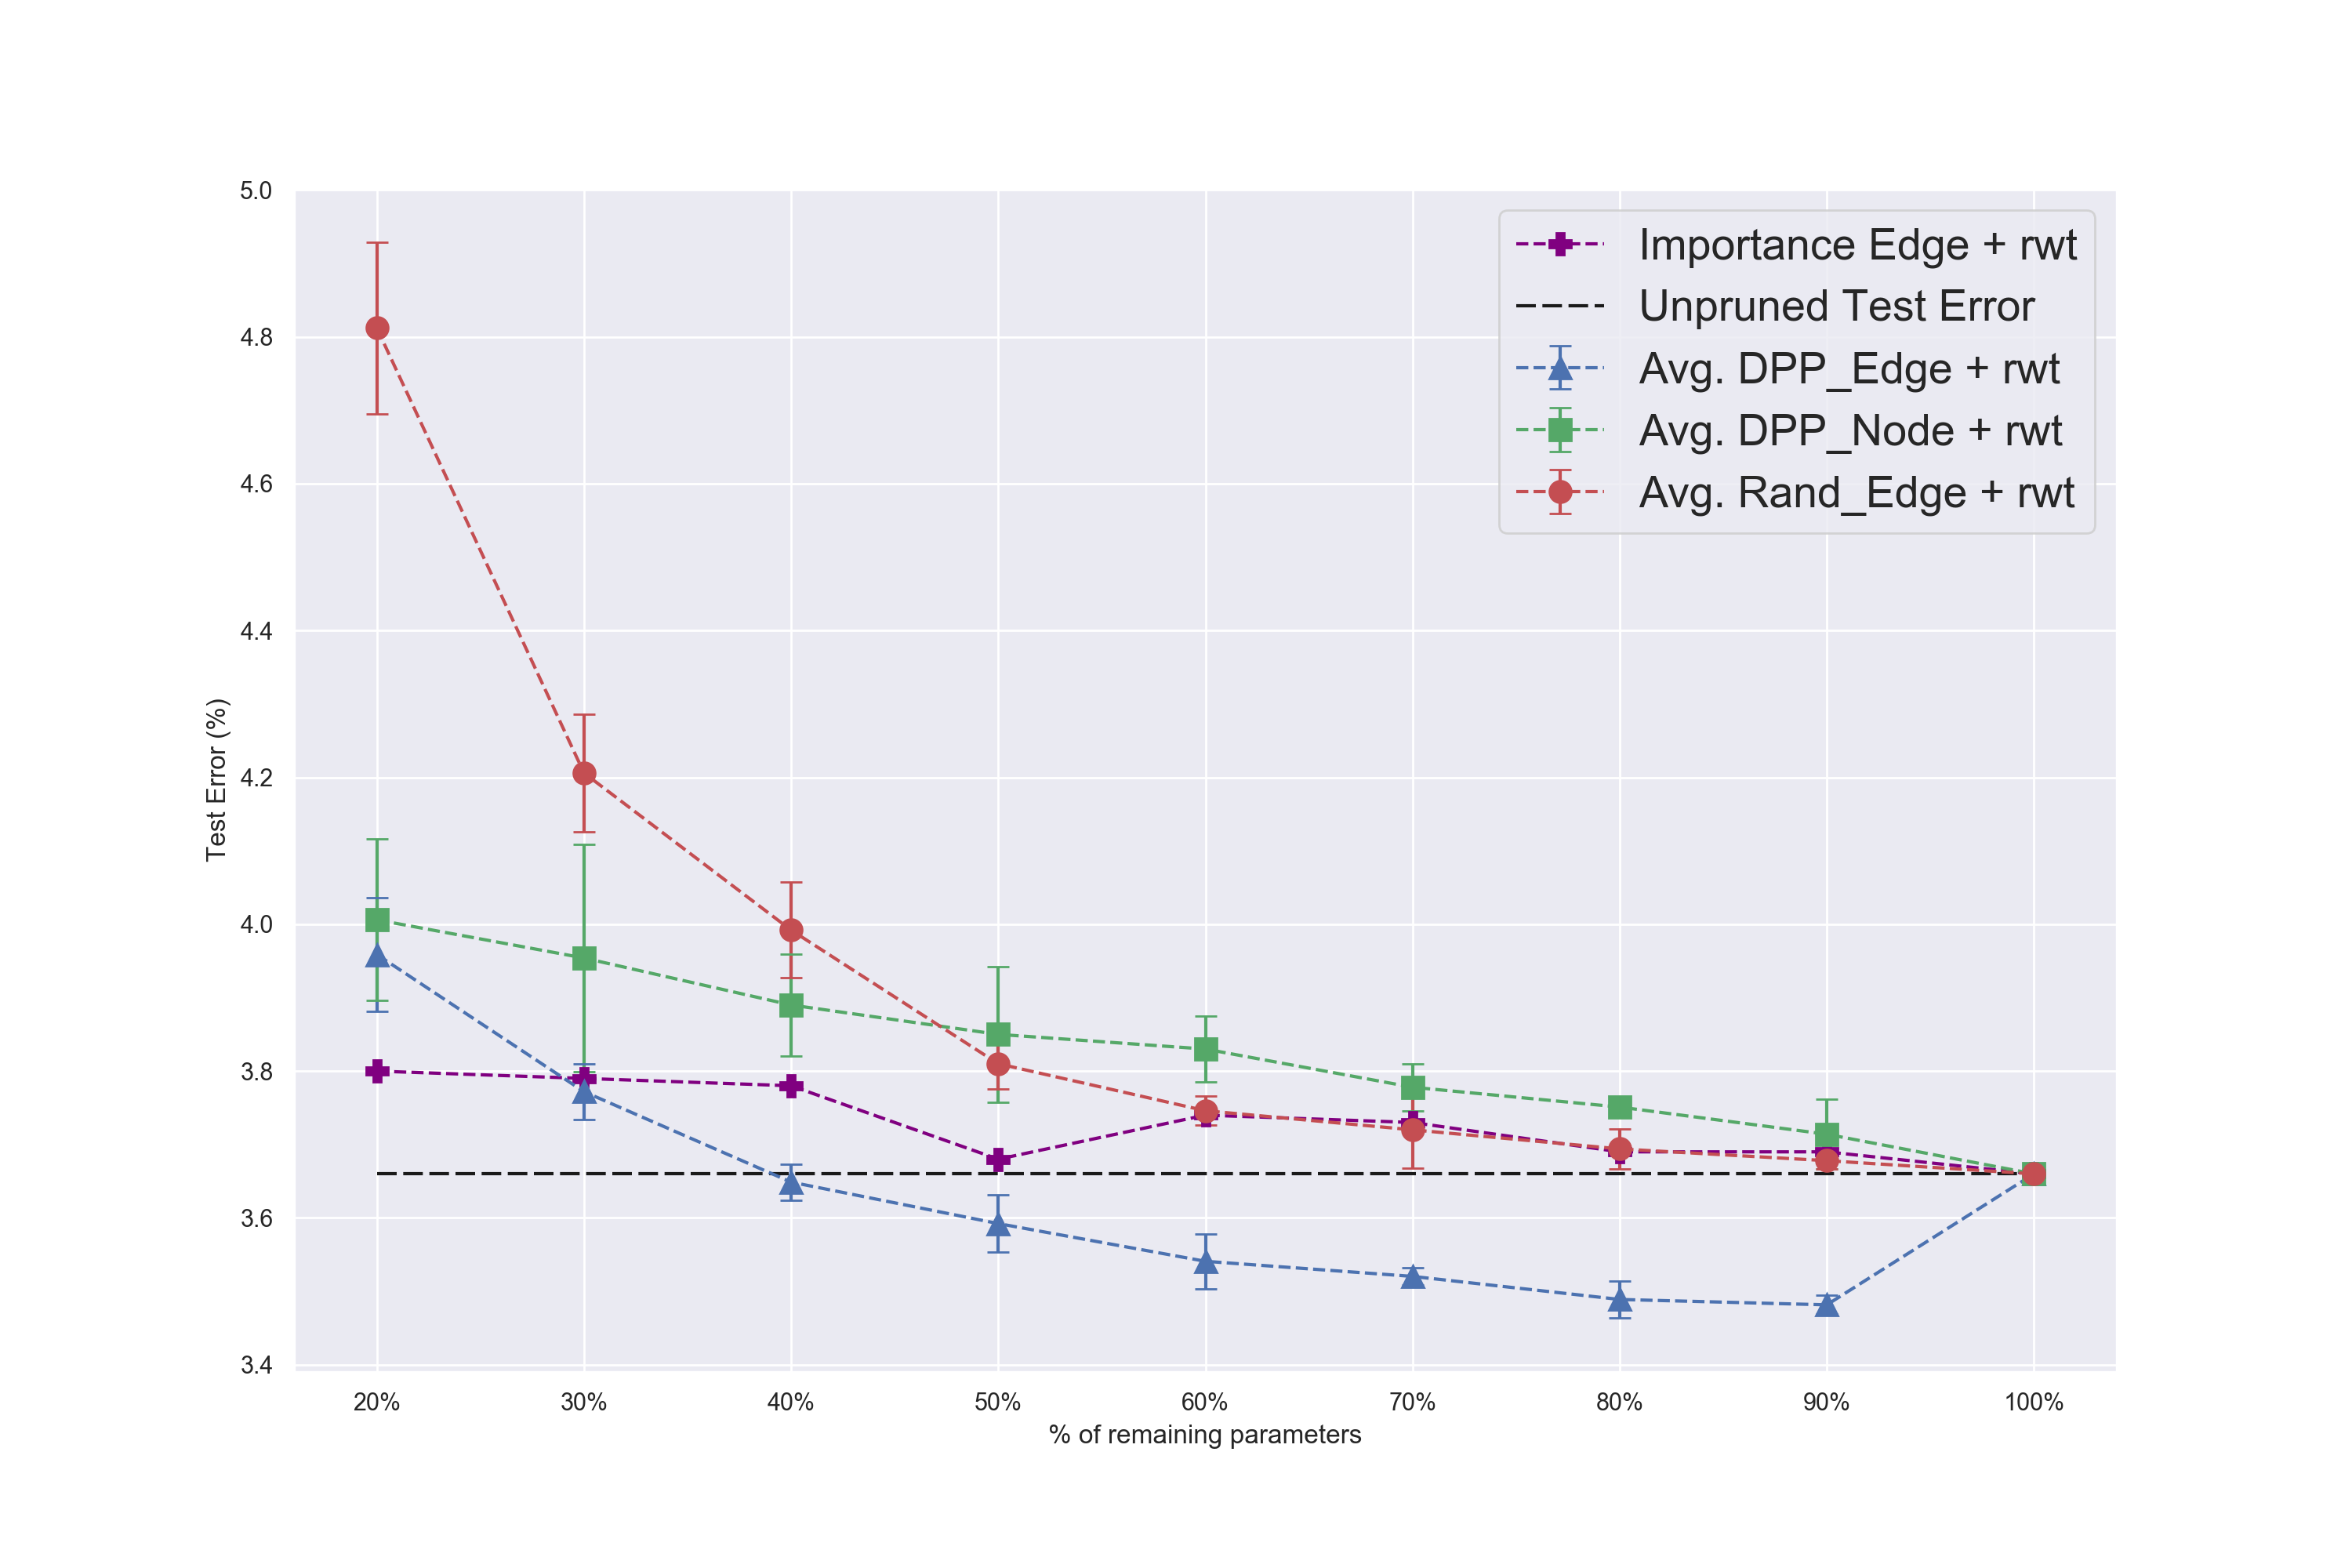 5.0
4.8
4.6
4.4
4.2
4.0
3.8
3.6
3.4
Test Error (%)
Importance Edge + rwt
Unpruned Test Error
Avg. DPP_Edge + rwt
Avg. DPP_Node + rwt
Avg. Rand_Edge + rwt
20% 30% 40% 50% 60% 70% 80% 90% 100%
% of remaining parameters